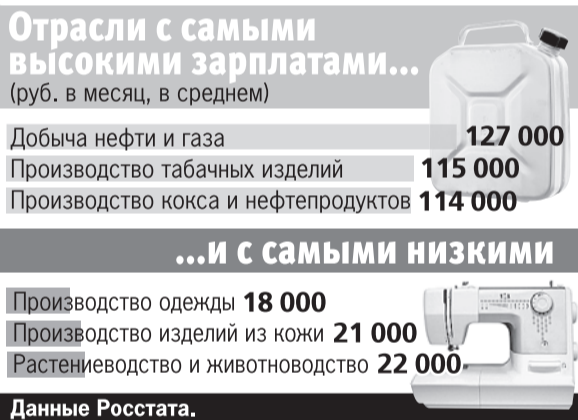 Отрасли с самыми
высокими зарплатами...
(руб. в месяц, в среднем)
Добыча нефти и газа 127 000
Производство табачных изделий 115 000
Производство кокса и нефтепродуктов 114 000
...и с самыми низкими
Производство одежды 18 000
Производство изделий из кожи 21 000
Растениеводство и животноводство 22 000
Данные Росстата.